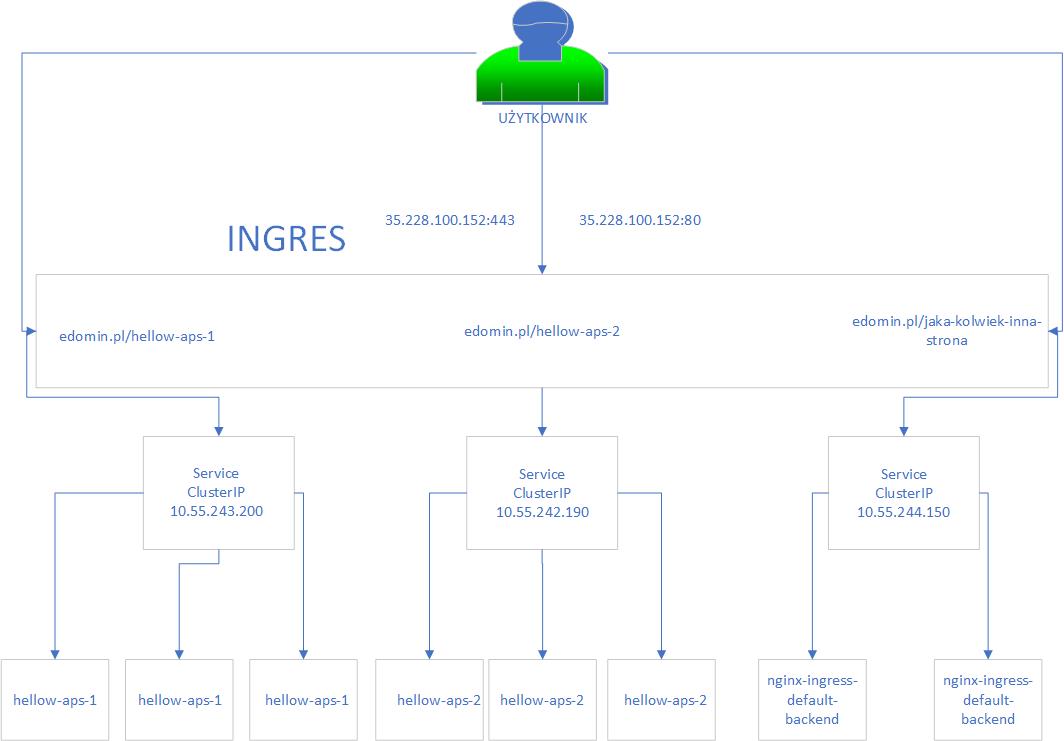 UŻYTKOWNIK
35.228.100.152:443
35.228.100.152:80
INGRES
edomin.pl/hellow-aps-1
edomin.pl/hellow-aps-2
edomin.pl/jaka-kolwiek-inna-
strona
Service
ClusterIP
10.55.243.200
Service
ClusterIP
10.55.242.190
Service
ClusterIP
10.55.244.150
hellow-aps-1
hellow-aps-1
hellow-aps-1
hellow-aps-2
hellow-aps-2
hellow-aps-2
nginx-ingress-
default-
backend
nginx-ingress-
default-
backend